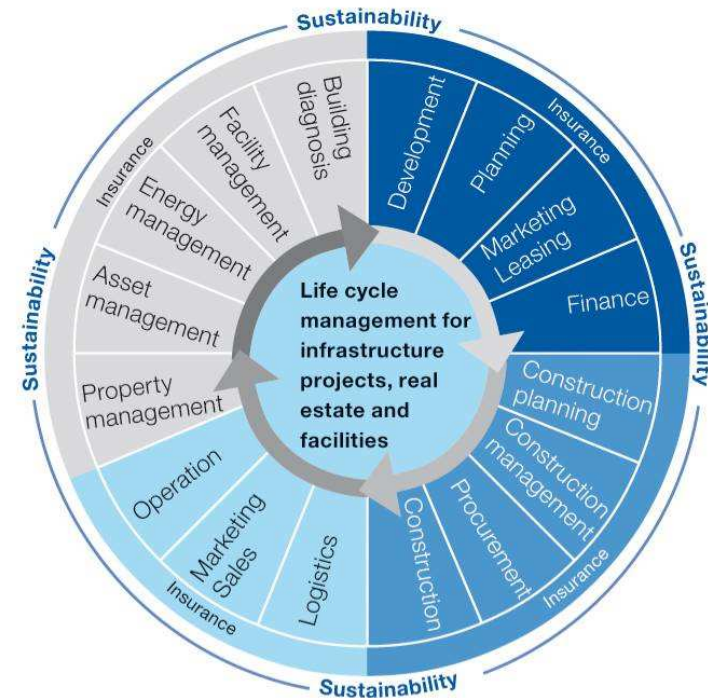 Sustainability
Insurance
Development
Planning
Marketing
Leasing
Finance
Sustainability
Construction
planning
Construction
management
Procurement
Construction
Insurance
Sustainability
Logistics
Marketing
Sales
Operation
Insurance
Property
management
Asset
management
Energy
management
Facility
management
Building
diagnosis
Insurance
Sustainability
Life cycle
management for
infrastructure
projects, real
estate and
facilities